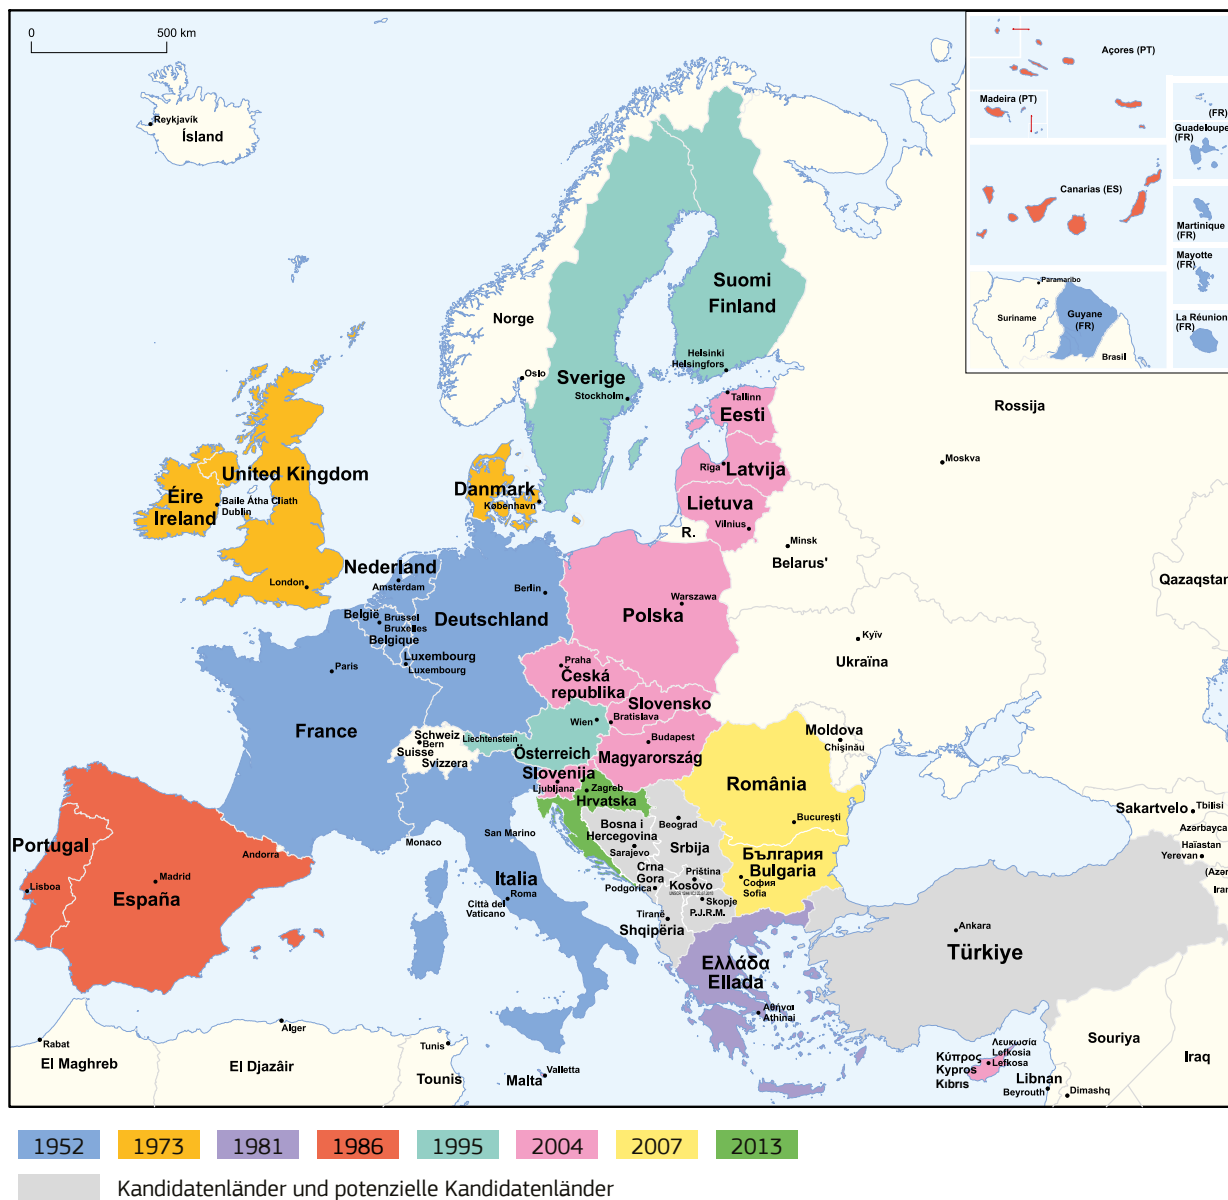 0
500 km
Açores (PT)
Madeira (PT)
(FR)
Guadeloupe
(FR)
Canarias (ES)
Martinique
(FR)
Mayotte
(FR)
Paramaribo
Suriname
Guyane
(FR)
La Réunion
(FR)
Brasil
Reykjavík
Ísland
Suomi
Finland
Norge
Helsinki
Helsingfors
Oslo
Sverige
Stockholm
Tallinn
Eesti
Rossija
Moskva
Rīga
Latvija
United Kingdom
Éire
Ireland
Baile Átha Cliath
Dublin
Danmark
København
Lietuva
Vilnius
R.
Minsk
Belarus'
Qazaqstan
London
Nederland
Amsterdam
Berlin
België
Brussel
Bruxelles
Belgique
Deutschland
Warszawa
Polska
Kyïv
Ukraïna
Luxembourg
Luxembourg
Paris
Praha
Česká
republika
Slovensko
Bratislava
Wien
France
Schweiz
Bern
Suisse
Svizzera
Liechtenstein
Österreich
Budapest
Magyarország
Moldova
Chişinău
Slovenija
Ljubljana
Zagreb
Hrvatska
România
Bucureşti
Sakartvelo
Tbilisi
Azərbayca
Haïastan
Yerevan
(Azər
Iran
San Marino
Monaco
Bosna i
Hercegovina
Sarajevo
Beograd
Srbija
България
Bulgaria
София
Sofia
Portugal
Lisboa
Andorra
Madrid
España
Italia
Roma
Città del
Vaticano
Crna
Gora
Podgorica
Priština
Kosovo
Skopje
P.J.R.M.
Tiranë
Shqipëria
Ankara
Türkiye
Ελλάδα
Ellada
Αθήναι
Athinai
Rabat
El Maghreb
Alger
El Djazâir
Tunis
Tounis
Valletta
Malta
Κύπρος
Kypros
Kıbrıs
Λευκωσία
Lefkosia
Lefkosa
Souriya
Iraq
Libnan
Beyrouth
Dimashq
1952
1973
1981
1986
1995
2004
2007
2013
Kandidatenländer und potenzielle Kandidatenländer